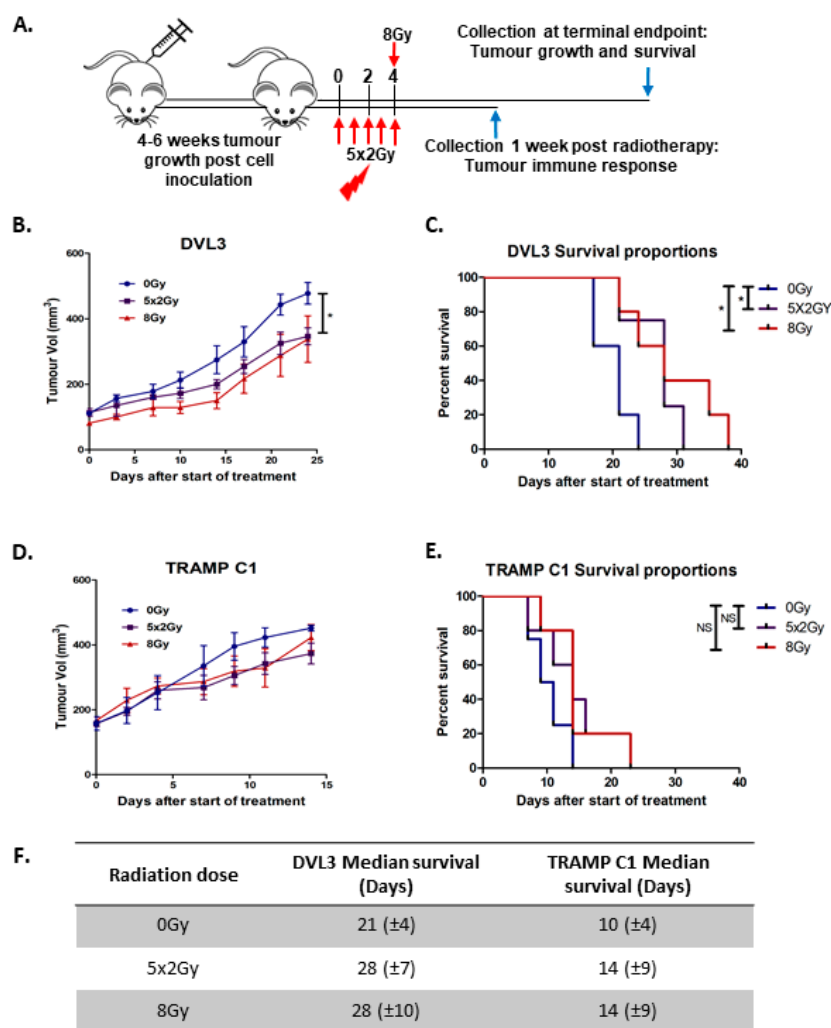 A.
8Gy
Collection at terminal endpoint:
Tumour growth and survival
0 2 4
4-6 weeks tumour
growth post cell
inoculation
5x2Gy
Collection 1 week post radiotherapy:
Tumour immune response
B.
DVL3
Tumour Vol (mm³)
600
400
200
0
0 5 10 15 20 25
Days after start of treatment
0Gy
5x2Gy
8Gy
*
C.
DVL3 Survival proportions
Percent survival
100
80
60
40
20
0
0 10 20 30 40
Days after start of treatment
* *
0Gy
5X2GY
8Gy
D.
TRAMP C1
Tumour Vol (mm³)
600
400
200
0
0 5 10 15
Days after start of treatment
0Gy
5x2Gy
8Gy
E.
TRAMP C1 Survival proportions
Percent survival
100
80
60
40
20
0
0 10 20 30 40
Days after start of treatment
NS NS
0Gy
5x2Gy
8Gy
F.
Radiation dose DVL3 Median survival (Days) TRAMP C1 Median survival (Days)
0Gy 21 (±4) 10 (±4)
5x2Gy 28 (±7) 14 (±9)
8Gy 28 (±10) 14 (±9)